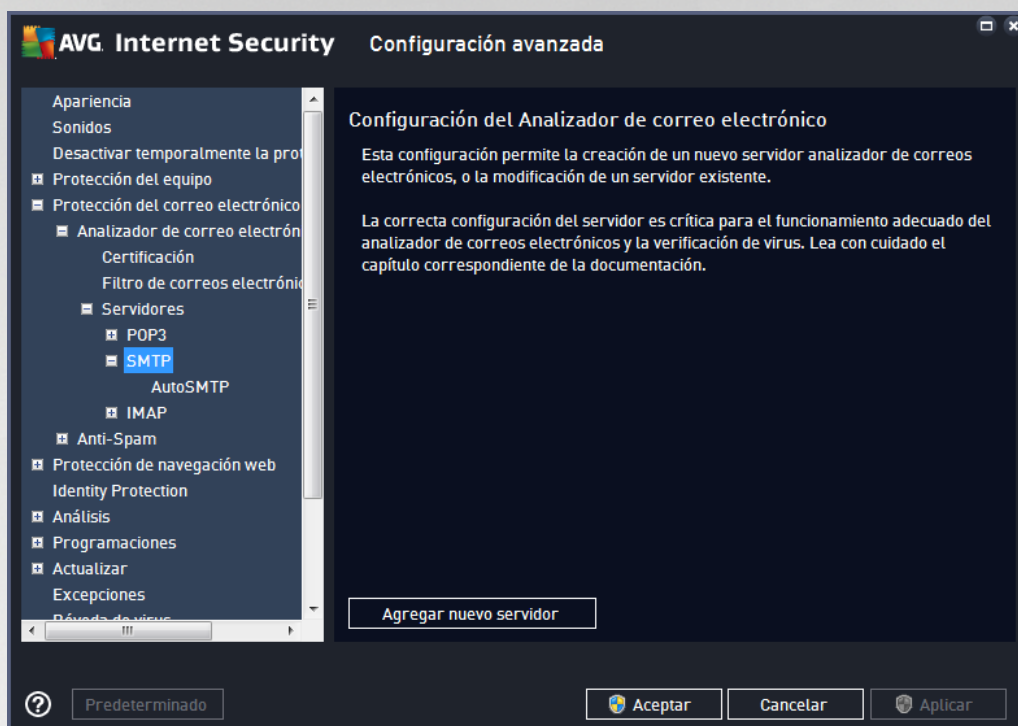 AVG. Internet Security Configuración avanzada
Apariencia
Sonidos
Desactivar temporalmente la prot
Protección del equipo
Protección del correo electrónico
Analizador de correo electrón
Certificación
Filtro de correos electrónic
Servidores
POP3
SMTP
AutoSMTP
IMAP
Anti-Spam
Protección de navegación web
Identity Protection
Análisis
Programaciones
Actualizar
Excepciones
Bóveda de virus
Configuración del Analizador de correo electrónico
Esta configuración permite la creación de un nuevo servidor analizador de correos
electrónicos, o la modificación de un servidor existente.
La correcta configuración del servidor es crítica para el funcionamiento adecuado del
analizador de correos electrónicos y la verificación de virus. Lea con cuidado el
capítulo correspondiente de la documentación.
Agregar nuevo servidor
Predeterminado
Aceptar
Cancelar
Aplicar